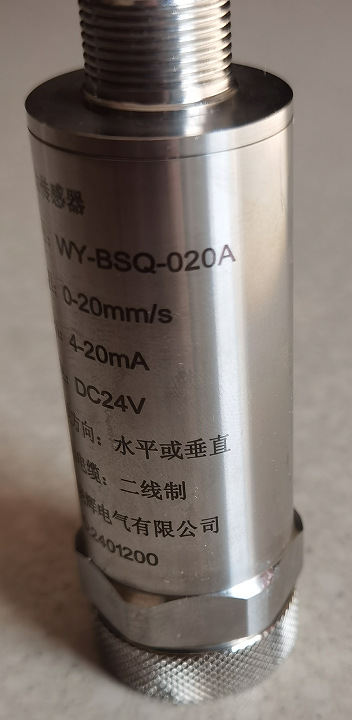 传感器
: WY-BSQ-020A
: 0-20mm/s
: 4-20mA
: DC24V
方向：水平或垂直
电缆：二线制
辉电气有限公司
2401200